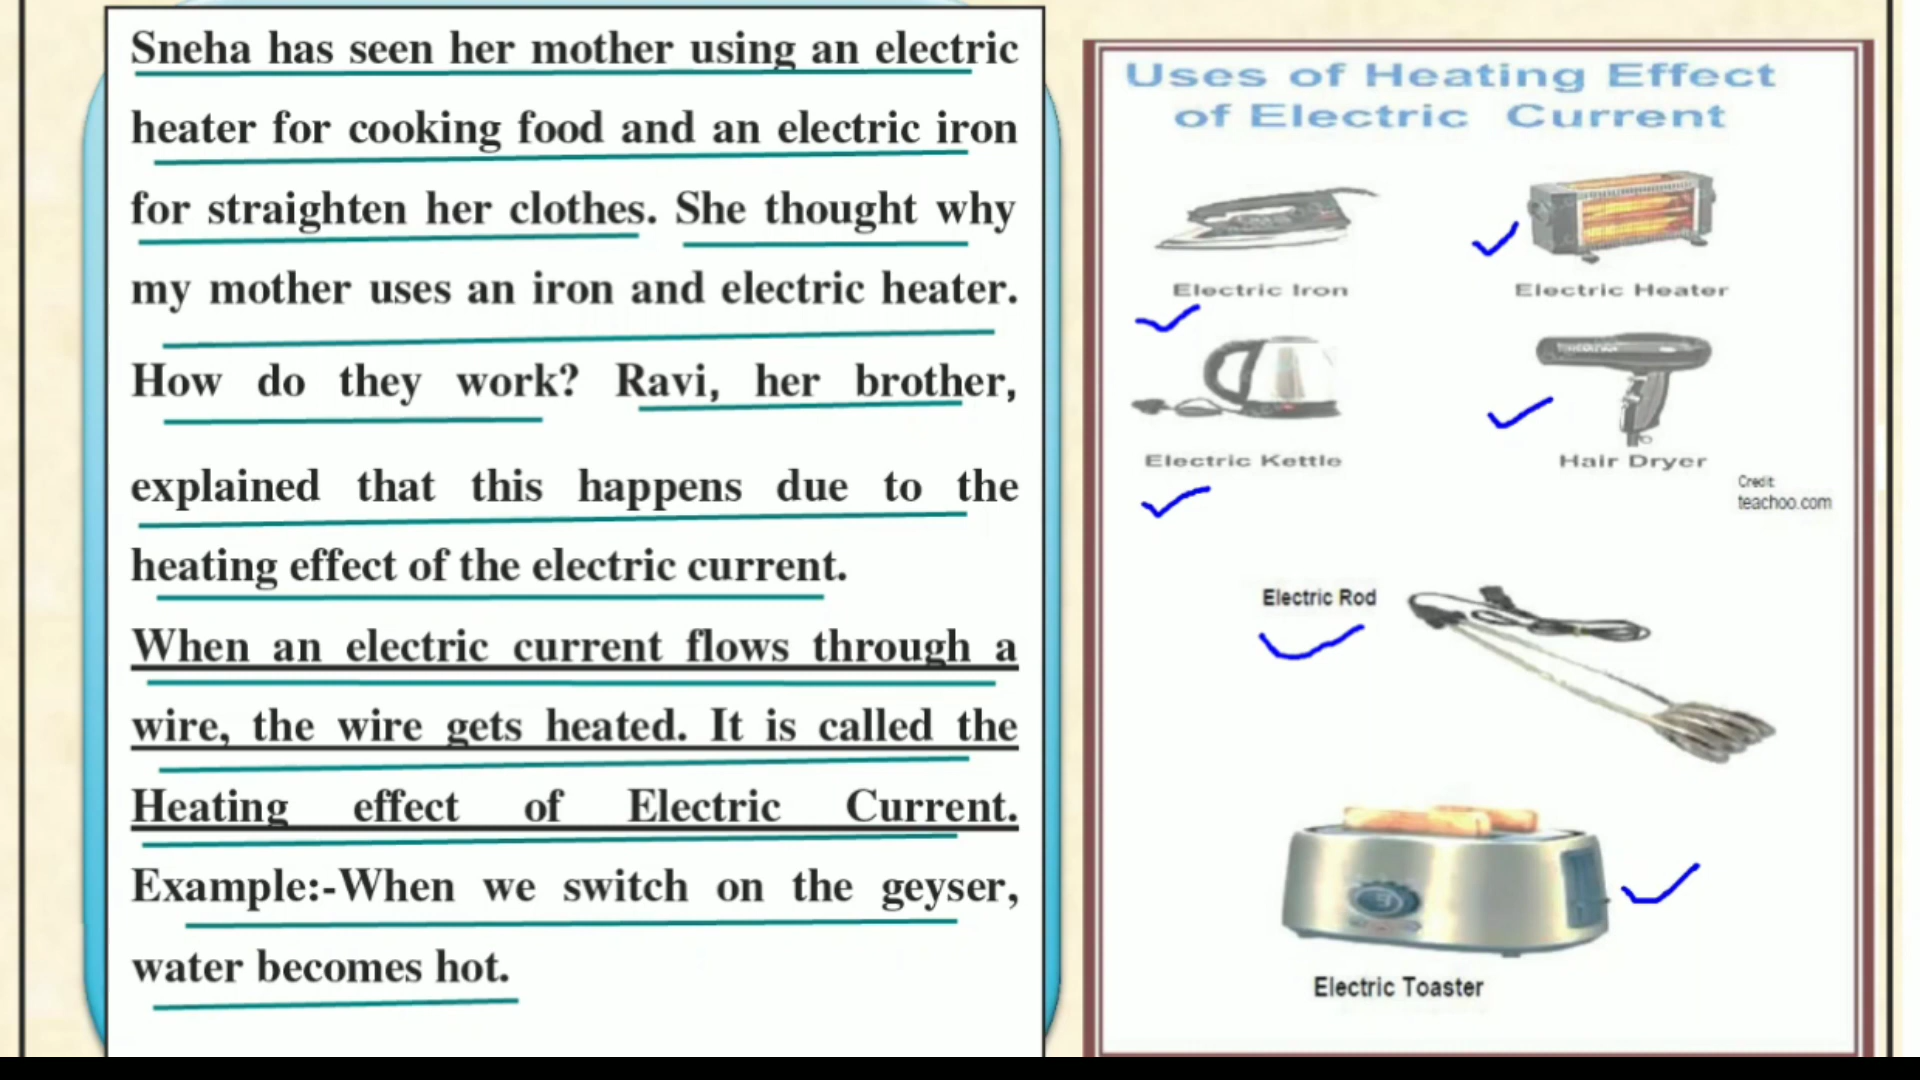 Sneha has seen her mother using an electric
heater for cooking food and an electric iron
for straighten her clothes. She thought why
my mother uses an iron and electric heater.
How do they work? Ravi, her brother,
explained that this happens due to the
heating effect of the electric current.
When an electric current flows through a
wire, the wire gets heated. It is called the
Heating effect of Electric Current.
Example:-When we switch on the geyser,
water becomes hot.
Uses of Heating Effect
of Electric Current
Electric Iron
Electric Heater
Electric Kettle
Hair Dryer
Credit
teachoo.com
Electric Rod
Electric Toaster